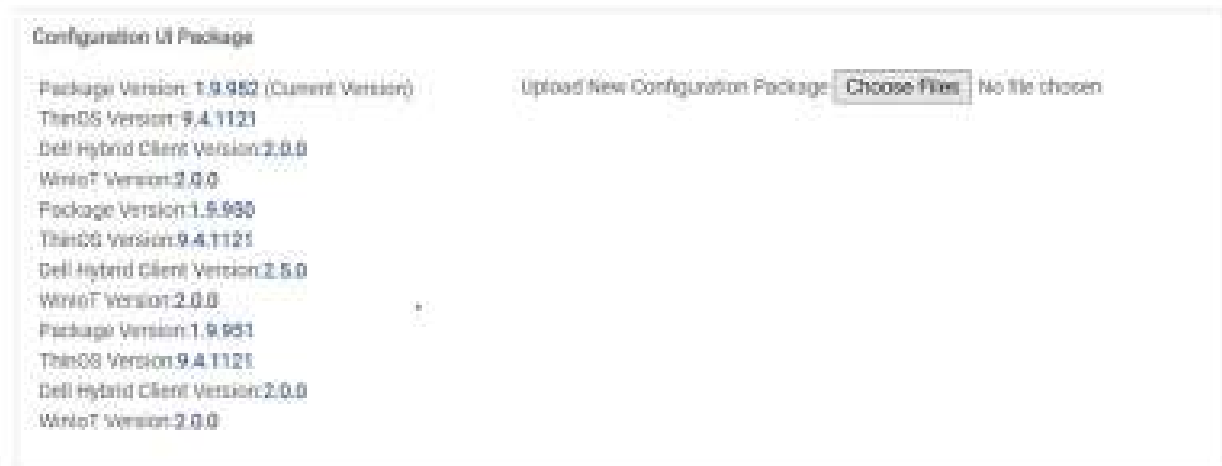 Configuration UI Package
Package Version: 1.9.952 (Current Version)
Upload New Configuration Package Choose Files No file chosen
ThinOS Version:9.4.1121
Dell Hybrid Client Version:2.0.0
WinIoT Version:2.0.0
Package Version:1.9.950
ThinOS Version:9.4.1121
Dell Hybrid Client Version:2.5.0
WinIoT Version:2.0.0
Package Version:1.9.951
ThinOS Version:9.4.1121
Dell Hybrid Client Version:2.0.0
WinIoT Version:2.0.0